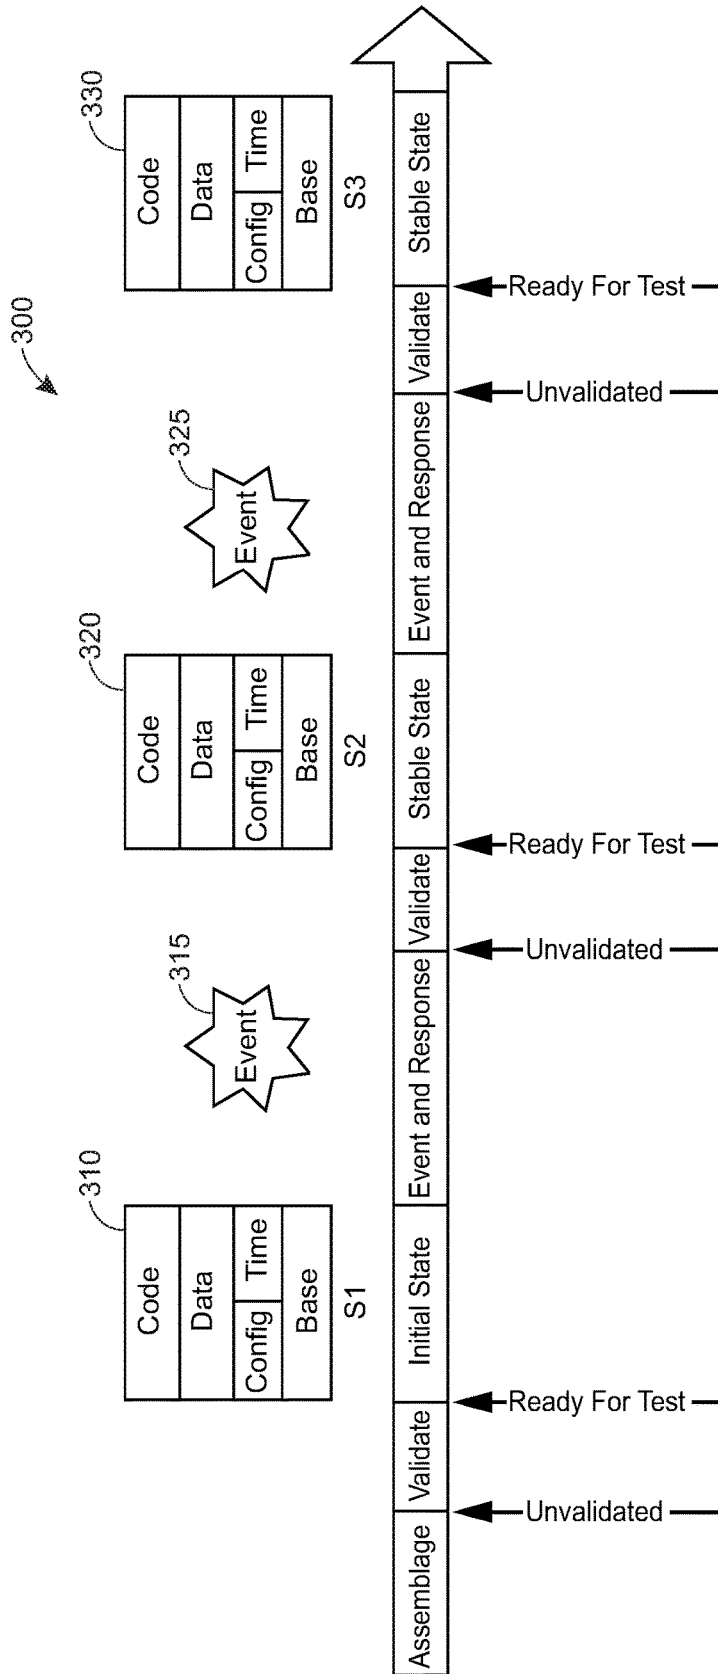 300
310
Code
Data
Config Time
Base
S1
315
Event
320
Code
Data
Config Time
Base
S2
325
Event
330
Code
Data
Config Time
Base
S3
Assemblage
Validate
Initial State
Event and Response
Validate
Stable State
Event and Response
Validate
Stable State
Unvalidated
Ready For Test
Unvalidated
Ready For Test
Unvalidated
Ready For Test